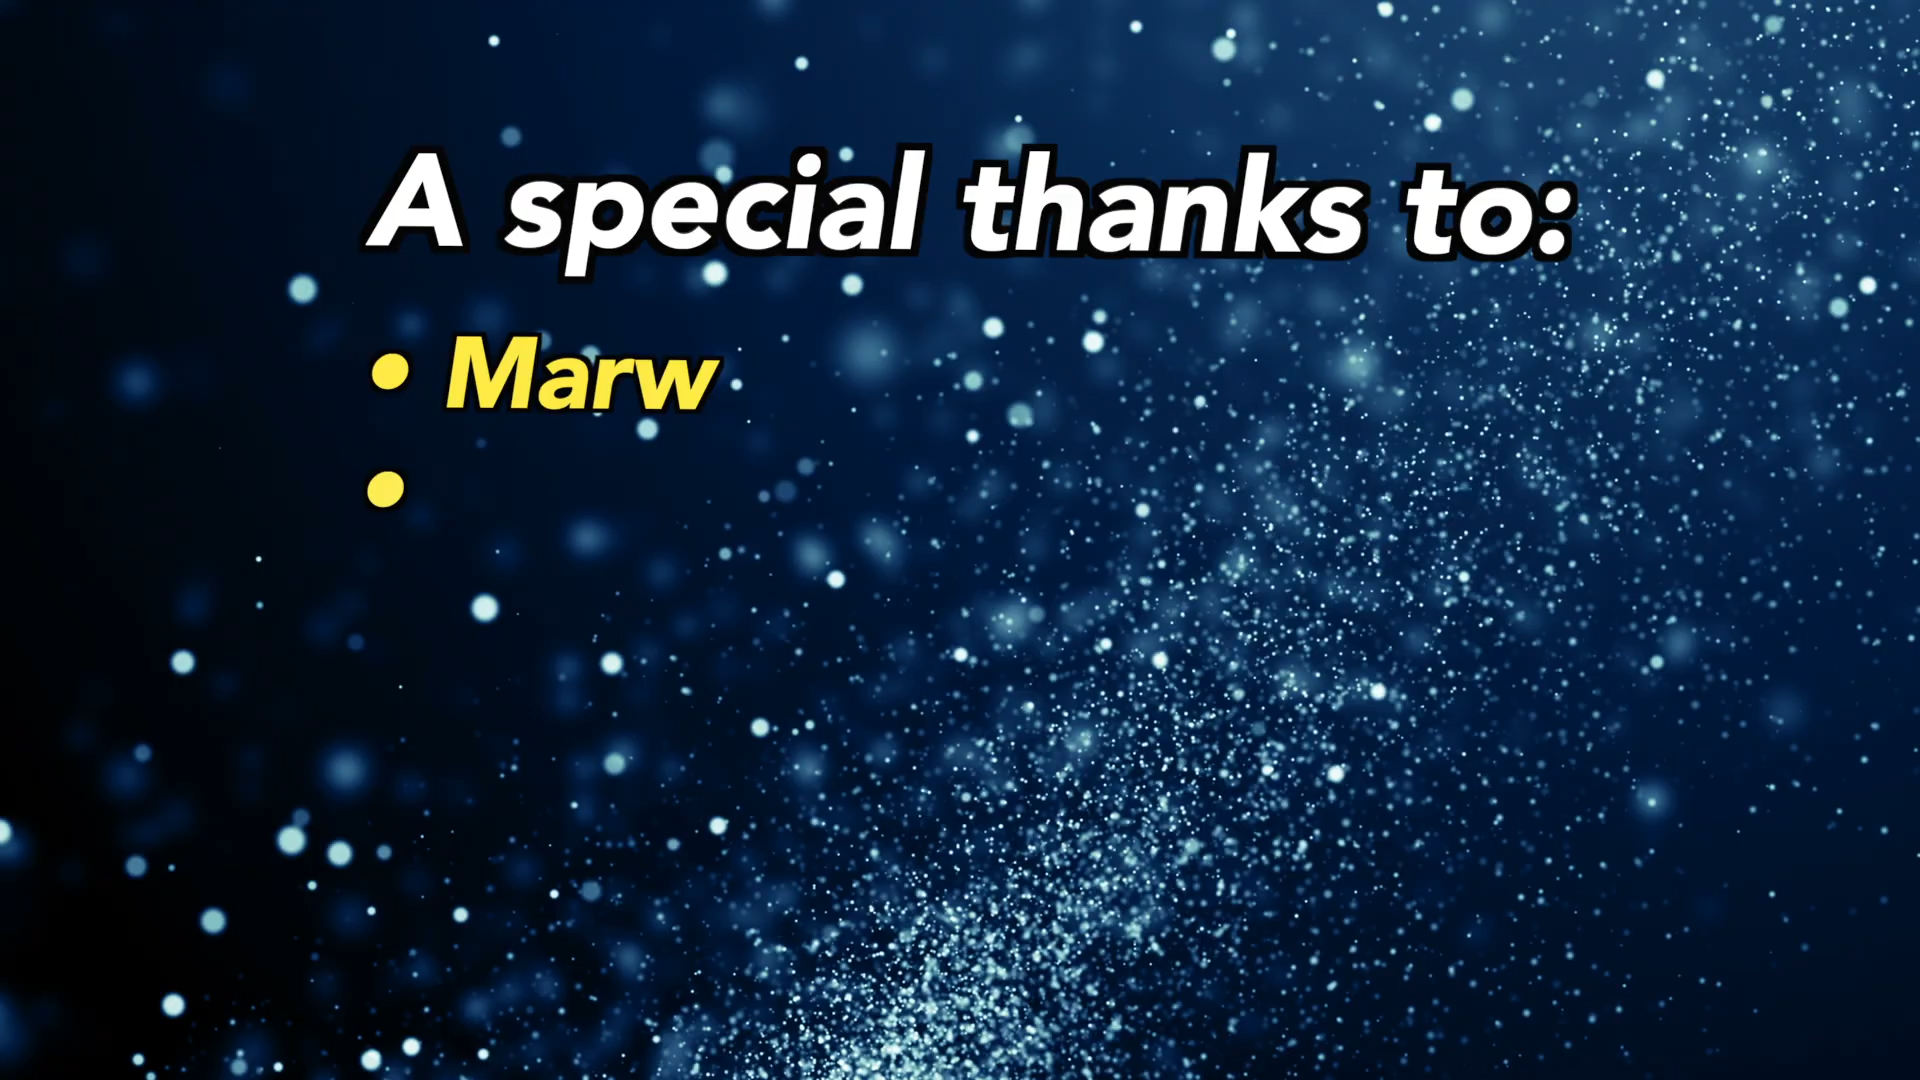 A special thanks to:
• Marw
•